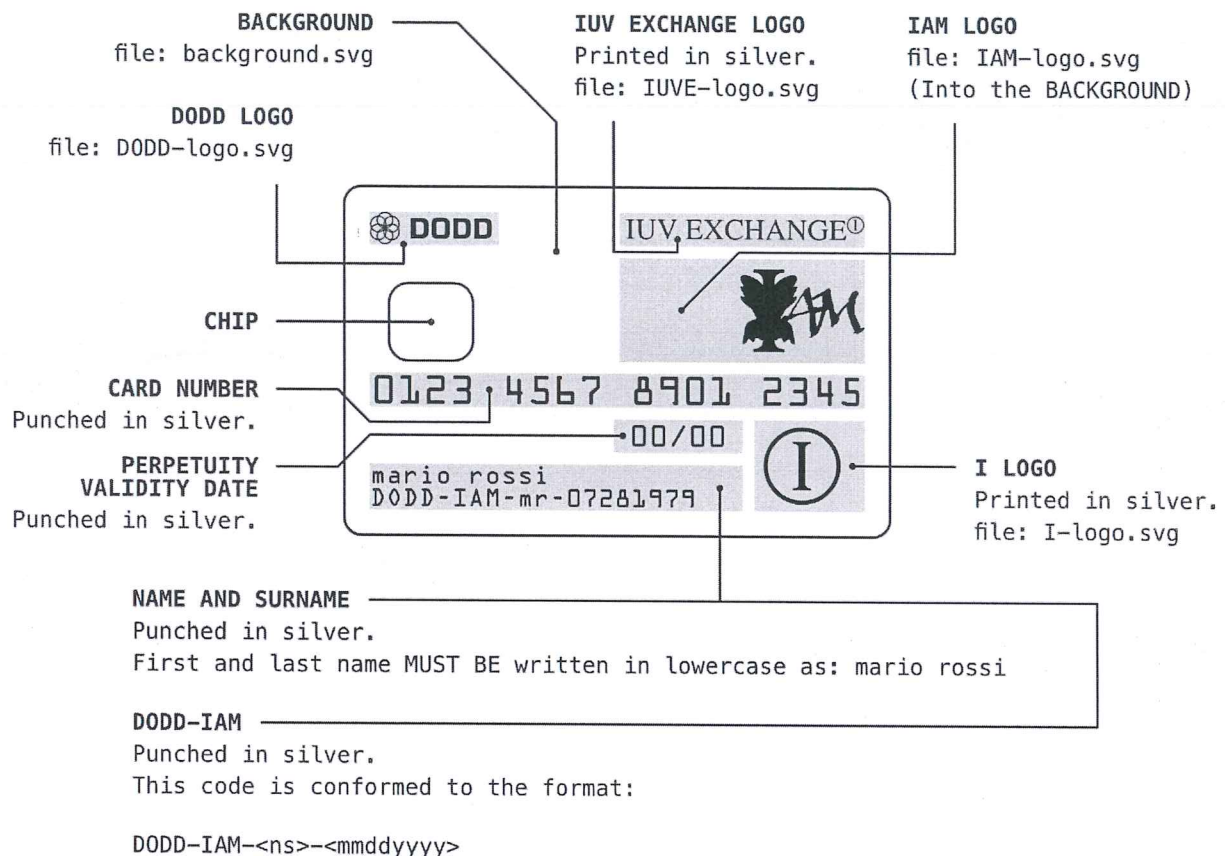 BACKGROUND
file: background.svg
IUV EXCHANGE LOGO
Printed in silver.
file: IUVE-logo.svg
IAM LOGO
file: IAM-logo.svg
(Into the BACKGROUND)
DODD LOGO
file: DODD-logo.svg
DODD
IUV EXCHANGE Ⓘ
IAM
CHIP
CARD NUMBER
Punched in silver.
0123 4567 8901 2345
PERPETUITY
VALIDITY DATE
Punched in silver.
00/00
mario rossi
DODD-IAM-mr-07281979
I
I LOGO
Printed in silver.
file: I-logo.svg
NAME AND SURNAME
Punched in silver.
First and last name MUST BE written in lowercase as: mario rossi
DODD-IAM
Punched in silver.
This code is conformed to the format:
DODD-IAM-<ns>-<mmddyyyy>